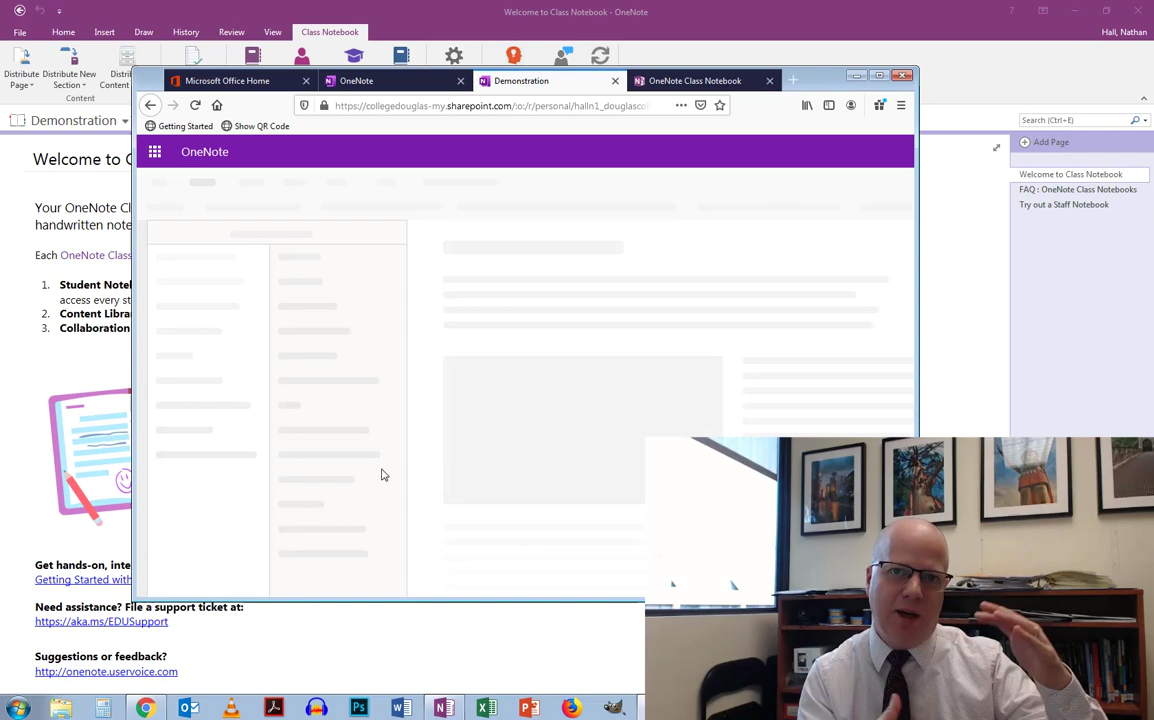 Welcome to Class Notebook - OneNote
File Home Insert Draw History Review View Class Notebook
Hall, Nathan
Distribute
Page
Distribute New
Section
Content
Microsoft Office Home
OneNote
Demonstration
OneNote Class Notebook
https://collegedouglas-my.sharepoint.com/:o:/r/personal/halln1_douglascol
Getting Started
Show QR Code
OneNote
Demonstration
Search (Ctrl+E)
Add Page
Welcome to Class Notebook
FAQ : OneNote Class Notebooks
Try out a Staff Notebook
Welcome to C
Your OneNote Cl
handwritten note
Each OneNote Class
1. Student Noteb
access every st
2. Content Libra
3. Collaboration
Get hands-on, inte
Getting Started with
Need assistance? File a support ticket at:
https://aka.ms/EDUSupport
Suggestions or feedback?
http://onenote.uservoice.com